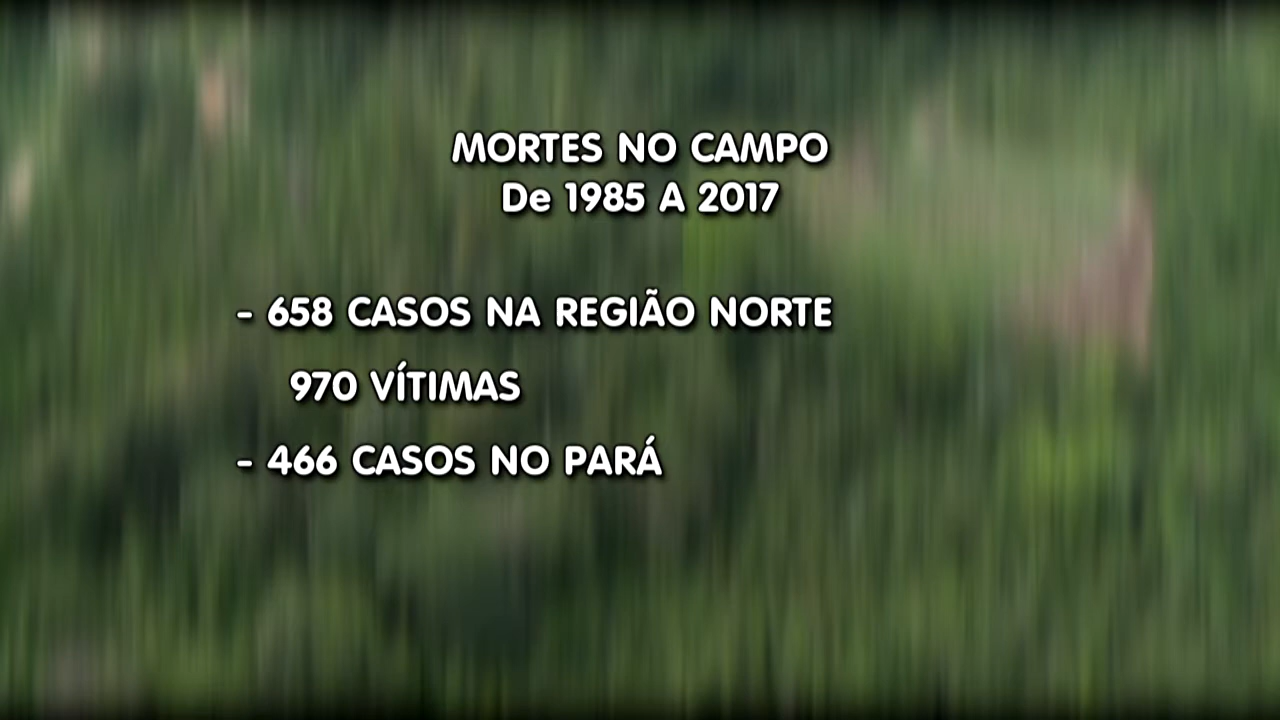 MORTES NO CAMPO
De 1985 A 2017
- 658 CASOS NA REGIÃO NORTE
970 VÍTIMAS
- 466 CASOS NO PARÁ